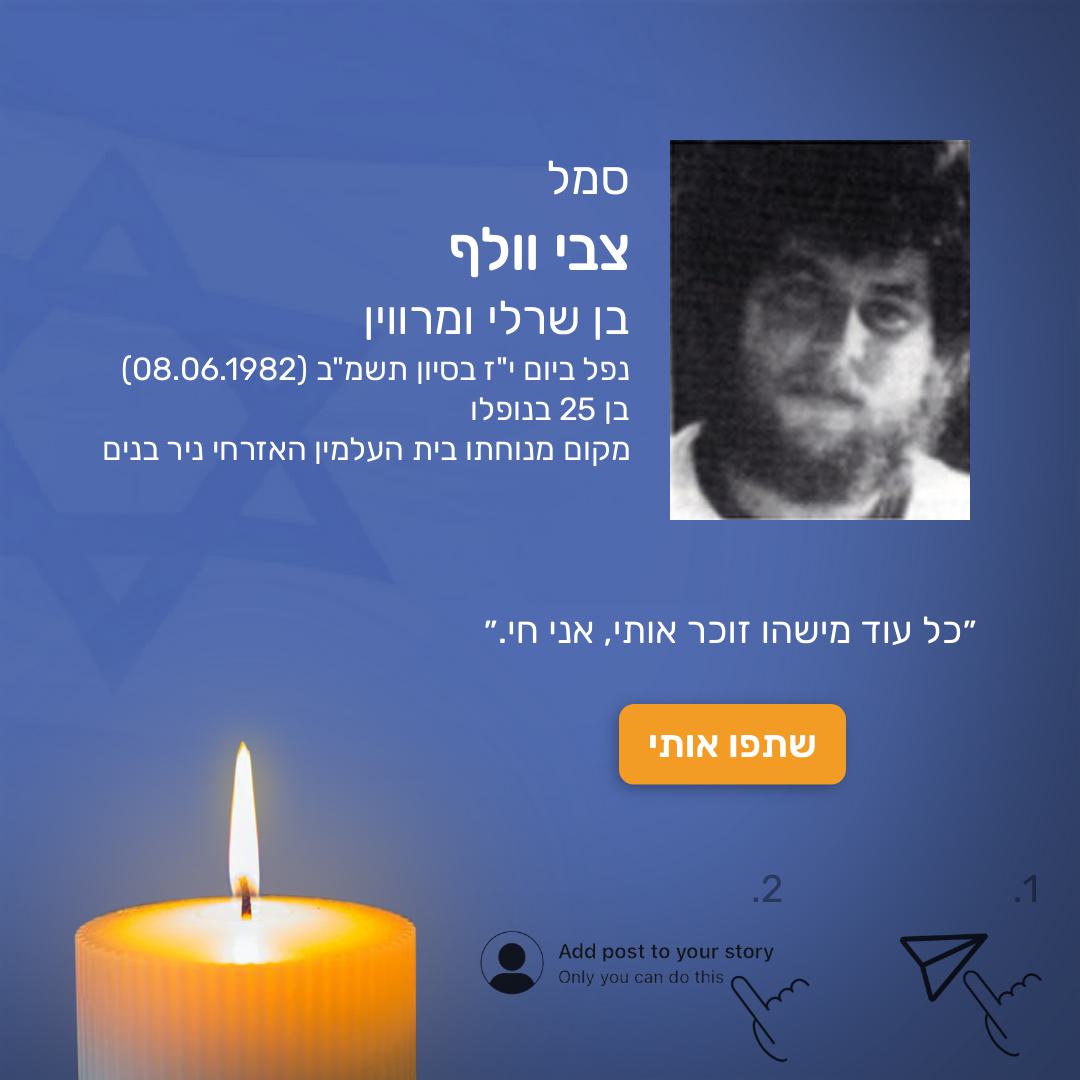 סמל
צבי וולף
בן שרלי ומרווין
נפל ביום י"ז בסיון תשמ"ב (08.06.1982)
בן 25 בנופלו
מקום מנוחתו בית העלמין האזרחי ניר בנים
״כל עוד מישהו זוכר אותי, אני חי.״
שתפו אותי
1.
2.
Add post to your story
Only you can do this